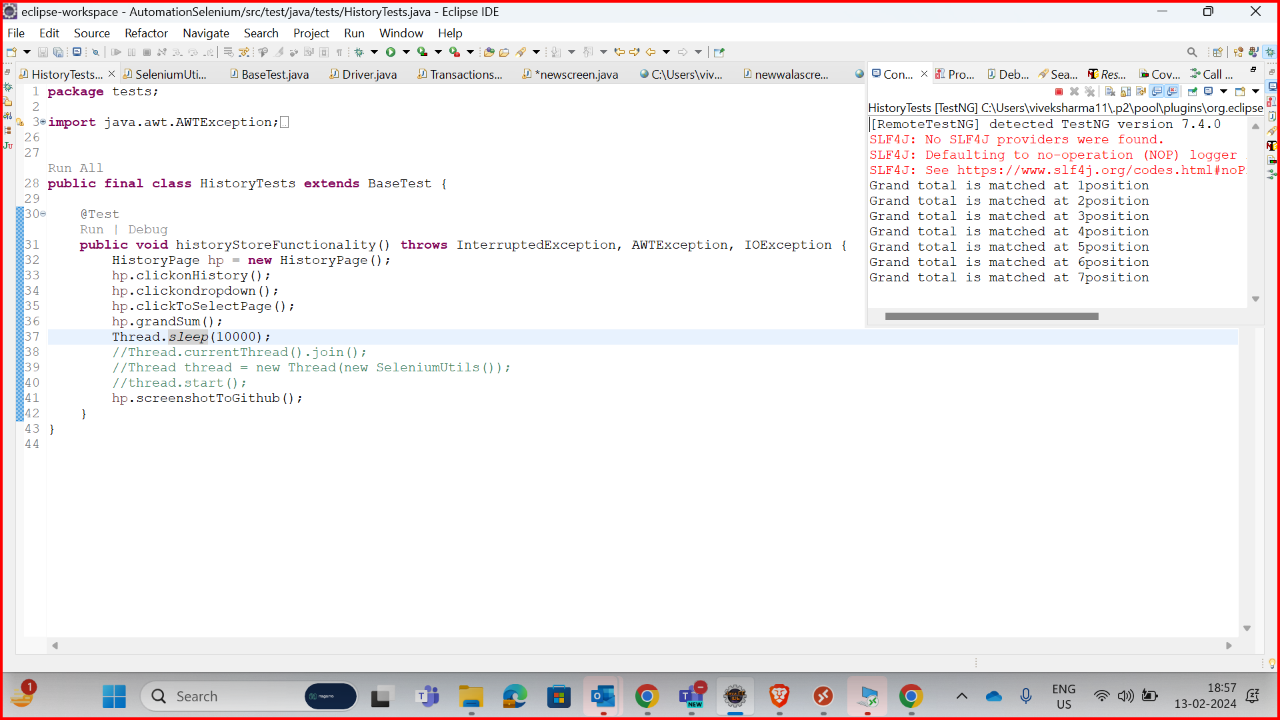 eclipse-workspace - AutomationSelenium/src/test/java/tests/HistoryTests.java - Eclipse IDE
File Edit Source Refactor Navigate Search Project Run Window Help
HistoryTests... SeleniumUti... BaseTest.java Driver.java Transactions... *newscreen.java C:\Users\viv... newwalascre...
Con... Pro... Deb... Sea... Res... Cov... Call ...
HistoryTests [TestNG] C:\Users\viveksharma11\.p2\pool\plugins\org.eclipse
[RemoteTestNG] detected TestNG version 7.4.0
SLF4J: No SLF4J providers were found.
SLF4J: Defaulting to no-operation (NOP) logger
SLF4J: See https://www.slf4j.org/codes.html#noP
Grand total is matched at 1position
Grand total is matched at 2position
Grand total is matched at 3position
Grand total is matched at 4position
Grand total is matched at 5position
Grand total is matched at 6position
Grand total is matched at 7position
1 package tests;
2
3 import java.awt.AWTException;
26
27
Run All
28 public final class HistoryTests extends BaseTest {
29
30 @Test
Run | Debug
31 public void historyStoreFunctionality() throws InterruptedException, AWTException, IOException {
32 HistoryPage hp = new HistoryPage();
33 hp.clickonHistory();
34 hp.clickondropdown();
35 hp.clickToSelectPage();
36 hp.grandSum();
37 Thread.sleep(10000);
38 //Thread.currentThread().join();
39 //Thread thread = new Thread(new SeleniumUtils());
40 //thread.start();
41 hp.screenshotToGithub();
42 }
43 }
44
1 Search ENG US 18:57 13-02-2024